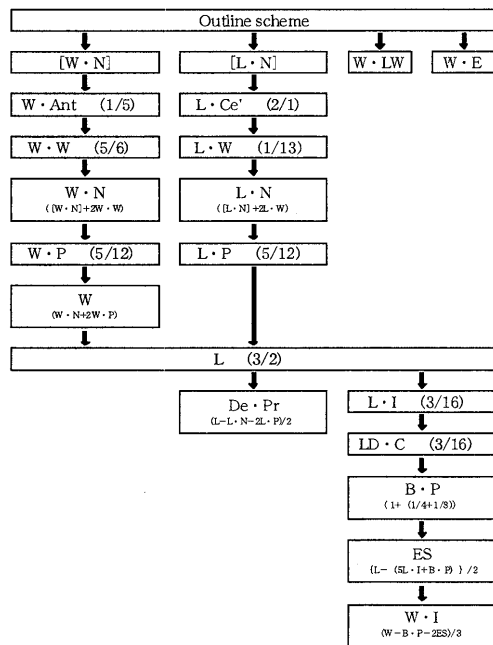 Outline scheme
[W・N]
[L・N]
W・LW
W・E
W・Ant (1/5)
L・Ce' (2/1)
W・W (5/6)
L・W (1/13)
W・N
([W・N]+2W・W)
L・N
([L・N]+2L・W)
W・P (5/12)
L・P (5/12)
W
(W・N+2W・P)
L (3/2)
De・Pr
(L-L・N-2L・P)/2
L・I (3/16)
LD・C (3/16)
B・P
(1+ (1/4+1/8))
ES
{L- (5L・I+B・P) } /2
W・I
(W-B・P-2ES)/3